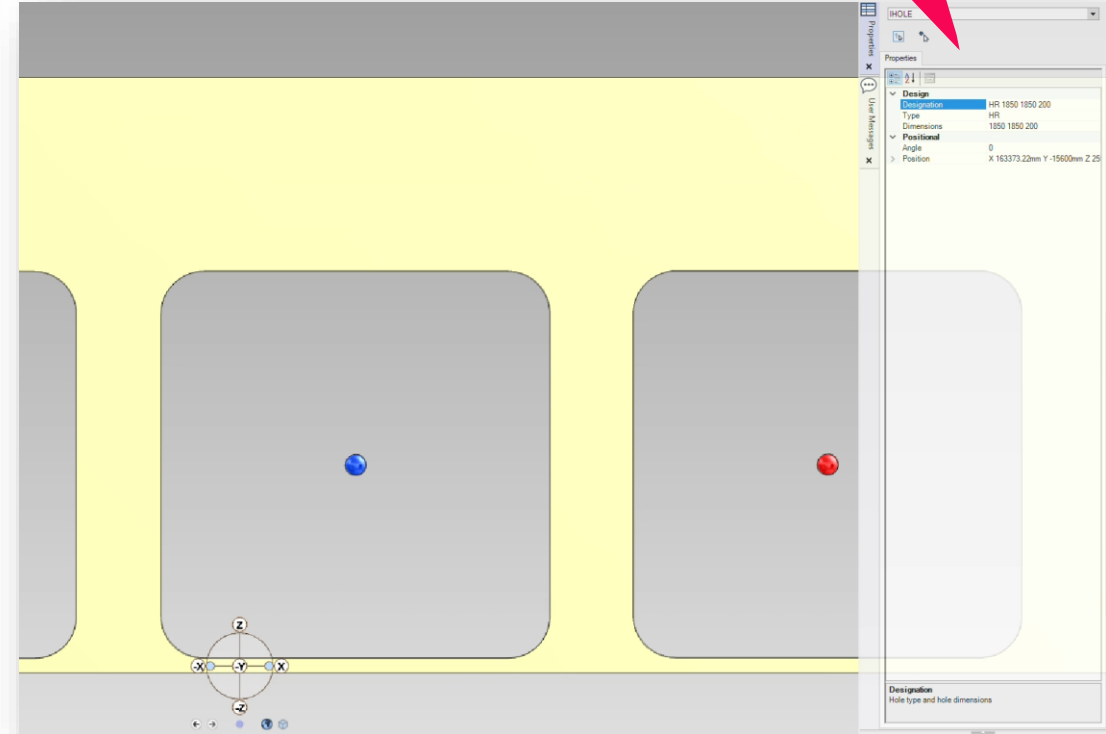 IHOLE
Properties
Properties
User Messages
Design
Designation HR 1850 1850 200
Type HR
Dimensions 1850 1850 200
Positional
Angle 0
Position X 163373.22mm Y -15600mm Z 25
Z
-X -Y X
-Z
Designation
Hole type and hole dimensions